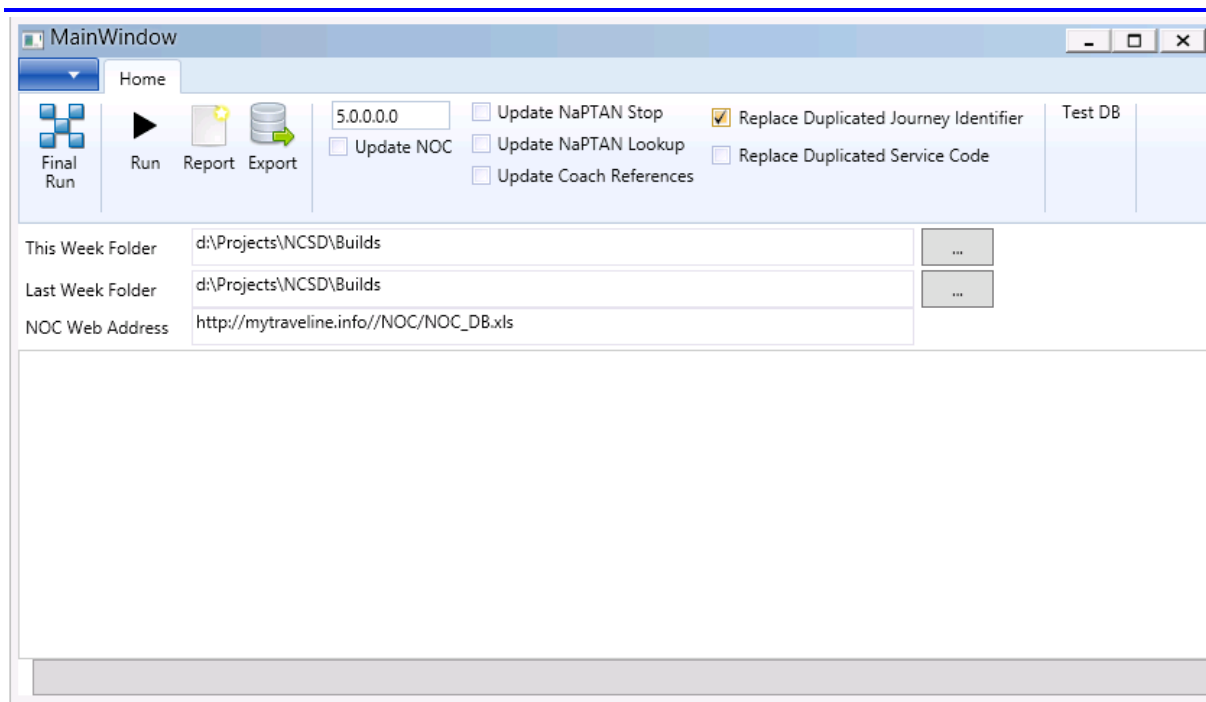 MainWindow
Home
Final Run
Run
Report
Export
5.0.0.0.0
Update NOC
Update NaPTAN Stop
Update NaPTAN Lookup
Update Coach References
Replace Duplicated Journey Identifier
Replace Duplicated Service Code
Test DB
This Week Folder d:\Projects\NCSD\Builds ...
Last Week Folder d:\Projects\NCSD\Builds ...
NOC Web Address http://mytraveline.info//NOC/NOC_DB.xls